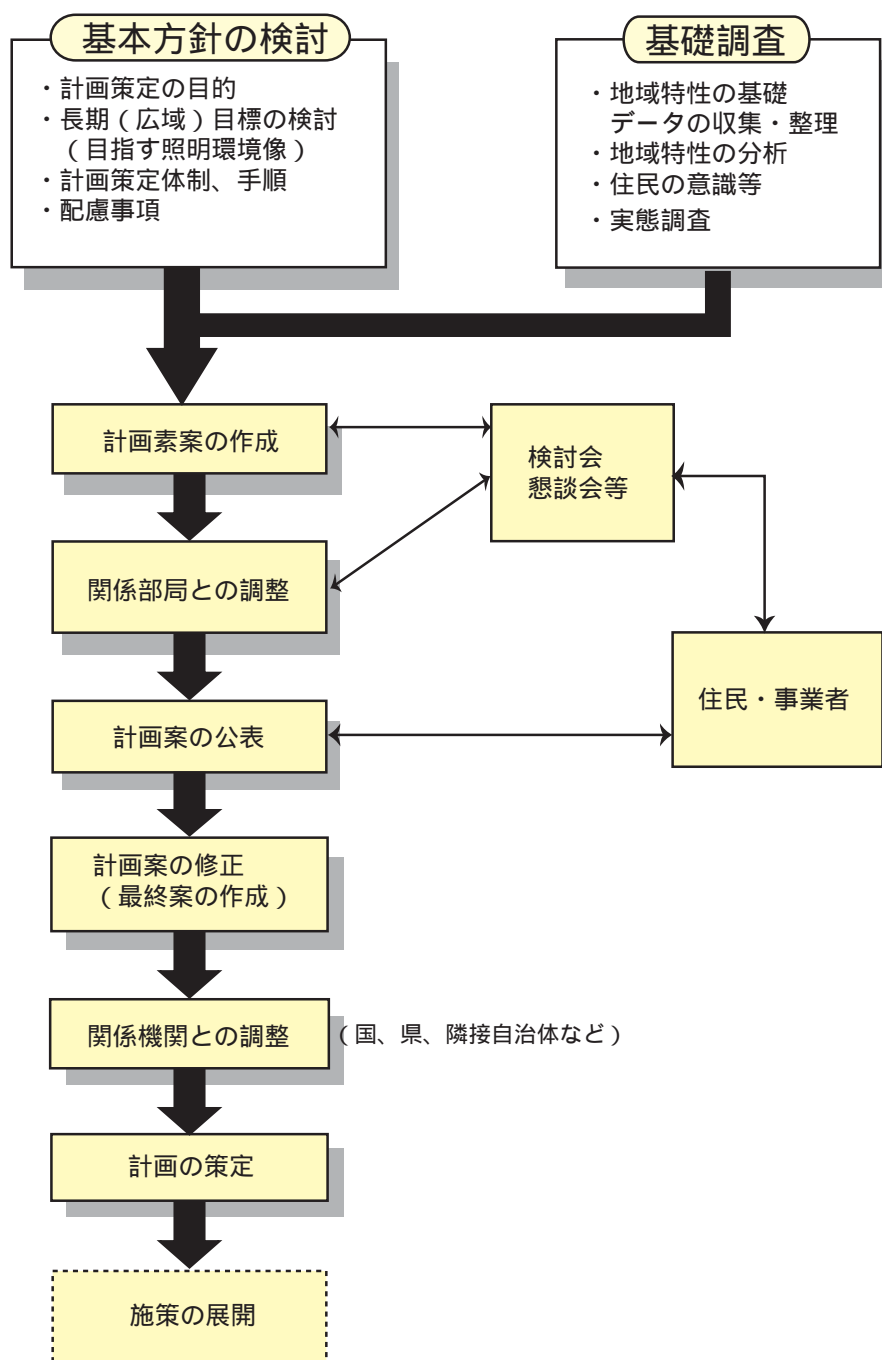 基本方針の検討
・計画策定の目的
・長期（広域）目標の検討
（目指す照明環境像）
・計画策定体制、手順
・配慮事項
基礎調査
・地域特性の基礎
データの収集・整理
・地域特性の分析
・住民の意識等
・実態調査
計画素案の作成
検討会
懇談会等
関係部局との調整
住民・事業者
計画案の公表
計画案の修正
（最終案の作成）
関係機関との調整
（国、県、隣接自治体など）
計画の策定
施策の展開